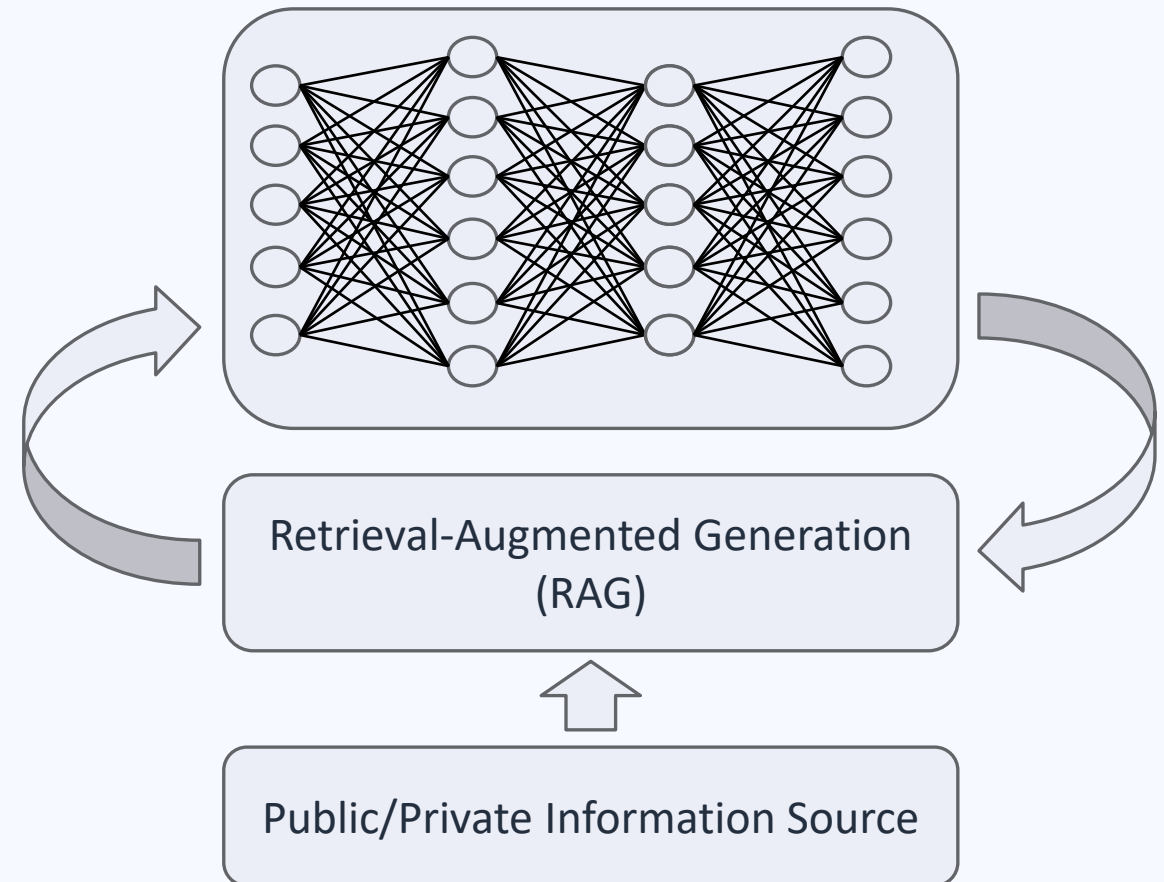 Retrieval-Augmented Generation
(RAG)
Public/Private Information Source